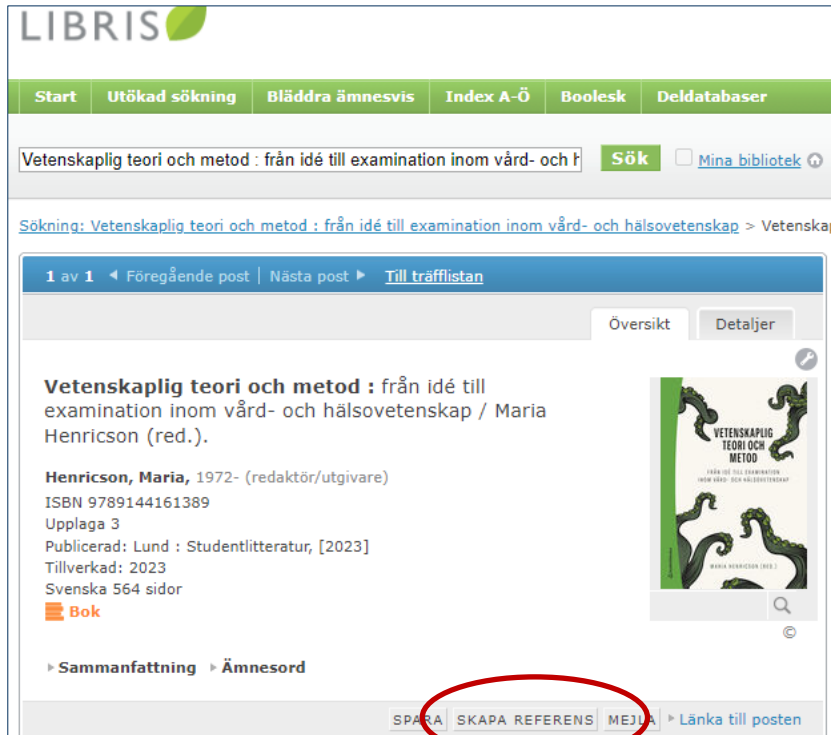 LIBRIS
Start Utökad sökning Bläddra ämnesvis Index A-Ö Boolesk Deldatabaser
Vetenskaplig teori och metod : från idé till examination inom vård- och h Sök Mina bibliotek
Sökning: Vetenskaplig teori och metod : från idé till examination inom vård- och hälsovetenskap > Vetenska
1 av 1 Föregående post | Nästa post Till träfflistan
Översikt Detaljer
Vetenskaplig teori och metod : från idé till
examination inom vård- och hälsovetenskap / Maria
Henricson (red.).
Henricson, Maria, 1972- (redaktör/utgivare)
ISBN 9789144161389
Upplaga 3
Publicerad: Lund : Studentlitteratur, [2023]
Tillverkad: 2023
Svenska 564 sidor
Bok
VETENSKAPLIG
TEORI OCH
METOD
FRÅN IDÉ TILL EXAMINATION
INOM VÅRD- OCH HÄLSOVETENSKAP
MARIA HENRICSON (RED.)
©
Sammanfattning Ämnesord
SPARA SKAPA REFERENS MEJLA Länka till posten